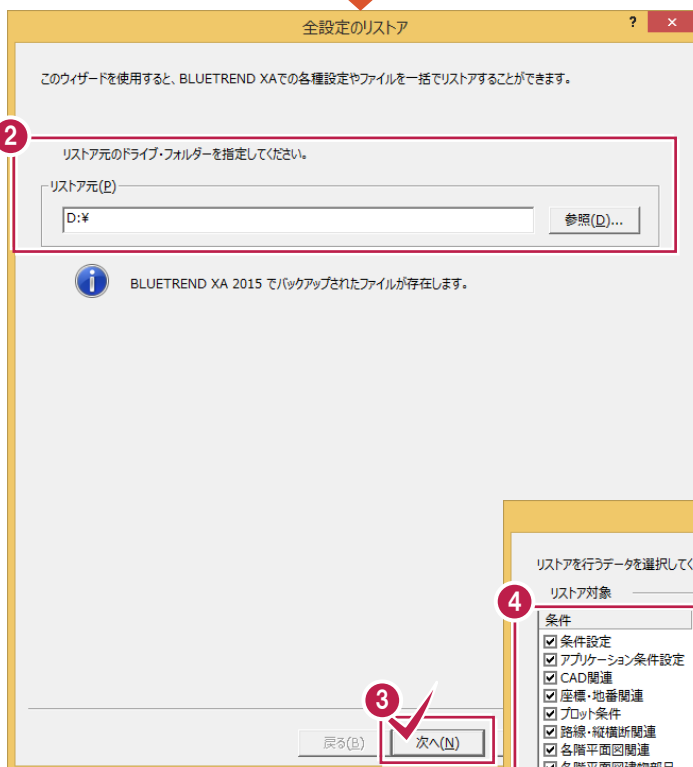 全設定のリストア
? ×
このウィザードを使用すると、BLUETREND XAでの各種設定やファイルを一括でリストアすることができます。
2
リストア元のドライブ・フォルダーを指定してください。
リストア元(P)
D:¥
参照(D)...
BLUETREND XA 2015 でバックアップされたファイルが存在します。
リストアを行うデータを選択してく
リストア対象
4
条件
条件設定
アプリケーション条件設定
CAD関連
座標・地番関連
プロット条件
路線・縦横断関連
各階平面図関連
各階平面図建物部品
3
戻る(B)
次へ(N)